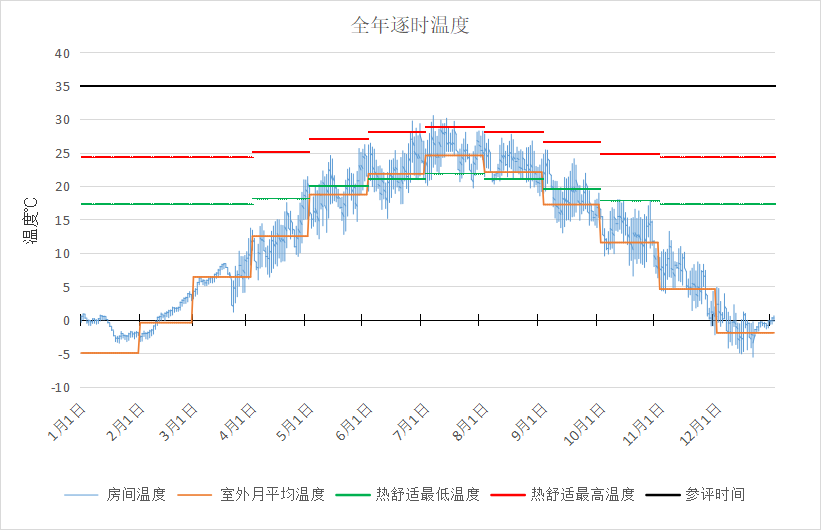 全年逐时温度
温度℃
40
35
30
25
20
15
10
5
0
-5
-10
1月1日
2月1日
3月1日
4月1日
5月1日
6月1日
7月1日
8月1日
9月1日
10月1日
11月1日
12月1日
房间温度 室外月平均温度 热舒适最低温度 热舒适最高温度 参评时间